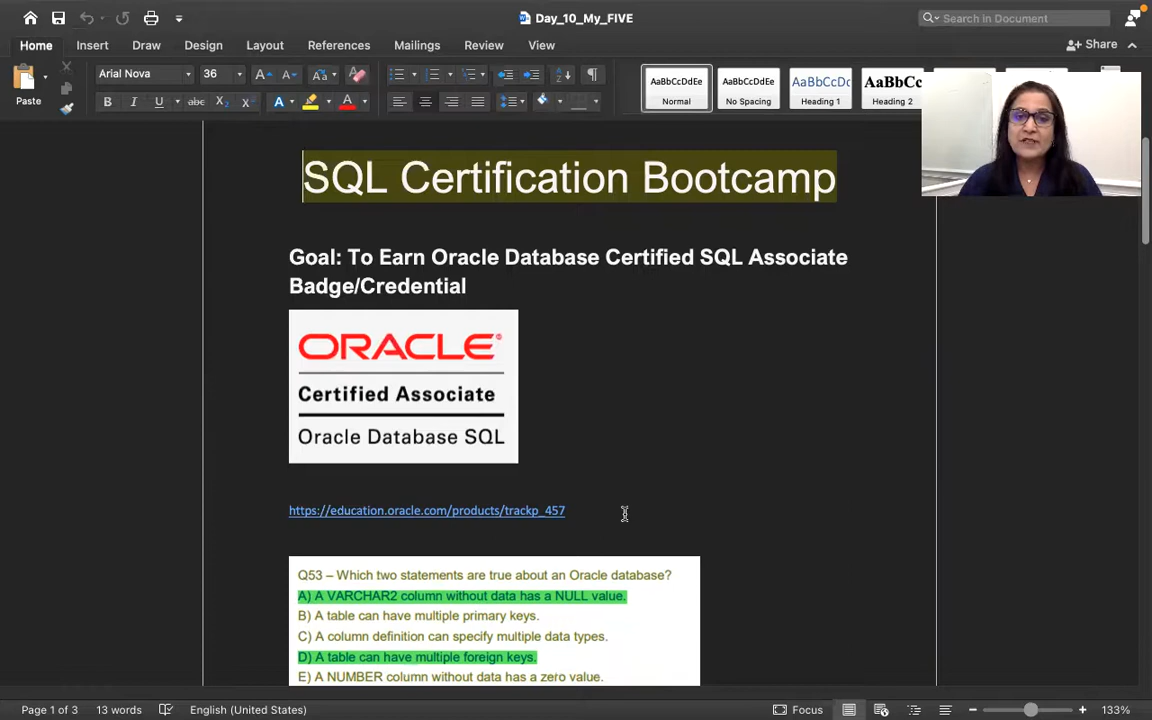 Day_10_My_FIVE
Search in Document
Home Insert Draw Design Layout References Mailings Review View
Share
Paste
Arial Nova 36
AaBbCcDdEe AaBbCcDdEe AaBbCcDc AaBbCc
Normal No Spacing Heading 1 Heading 2
SQL Certification Bootcamp
Goal: To Earn Oracle Database Certified SQL Associate
Badge/Credential
ORACLE®
Certified Associate
Oracle Database SQL
https://education.oracle.com/products/trackp_457
Q53 – Which two statements are true about an Oracle database?
A) A VARCHAR2 column without data has a NULL value.
B) A table can have multiple primary keys.
C) A column definition can specify multiple data types.
D) A table can have multiple foreign keys.
E) A NUMBER column without data has a zero value.
Page 1 of 3 13 words English (United States) Focus 133%